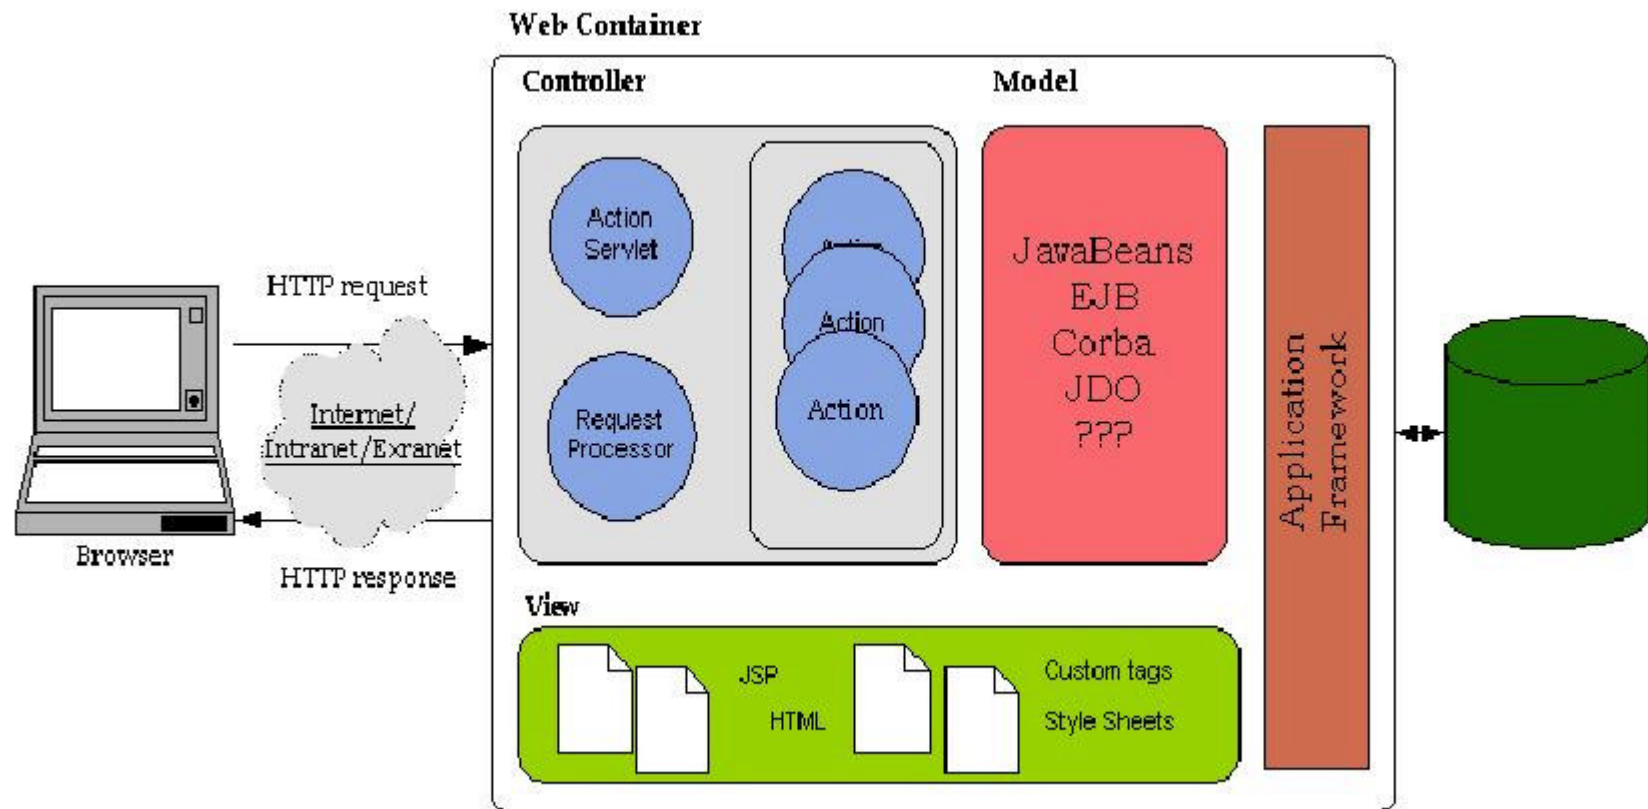 Web Container
Controller
Model
Action
Servlet
Action
Action
Action
Request
Processor
JavaBeans
EJB
Corba
JDO
???
Application
Framework
HTTP request
Internet/
Intranet/Exranet
Browser
HTTP response
View
JSP
HTML
Custom tags
Style Sheets